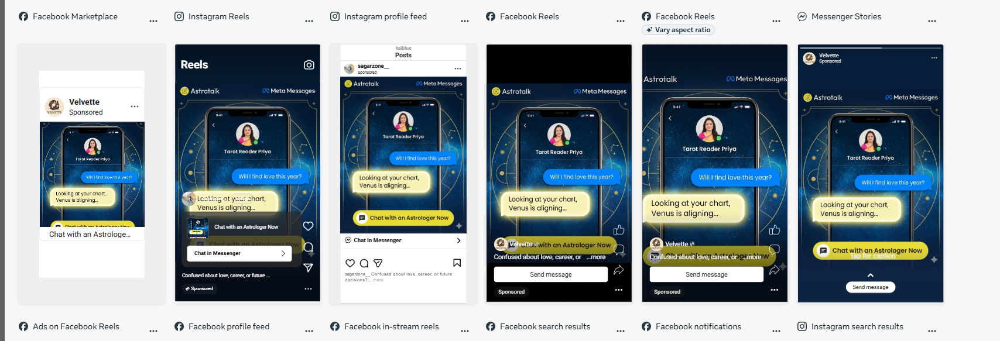 Facebook Marketplace
...
Instagram Reels
...
Instagram profile feed
...
Facebook Reels
...
Facebook Reels
...
Vary aspect ratio
Messenger Stories
...
Velvette
Sponsored
Tarot Reader Priya
Will I find love this year?
Looking at your chart,
Venus is aligning...
Chat with an Astrologer Now
Chat with an Astrologe...
Reels
Astrotalk
Meta Messages
9:41
Tarot Reader Priya
Will I find love this year?
Looking at your chart,
Venus is aligning...
Chat with an Astrologer Now
Chat with an Astrologer Now
Chat in Messenger
Confused about love, career, or future ...
Sponsored
kaiblue
Posts
sagarzone__
Sponsored
Astrotalk
Meta Messages
9:41
Tarot Reader Priya
Will I find love this year?
Looking at your chart,
Venus is aligning...
Chat with an Astrologer Now
Chat in Messenger
sagarzone__ Confused about love, career, or future
decisions?... more
Astrotalk
Meta Messages
9:41
Tarot Reader Priya
Will I find love this year?
Looking at your chart,
Venus is aligning...
Velvette
Chat with an Astrologer Now
Confused about love, career, or ...more
Send message
Sponsored
Astrotalk
Meta Messages
9:41
Tarot Reader Priya
Will I find love this year?
Looking at your chart,
Venus is aligning...
Velvette
Confused about love, career, or ...more
Send message
Sponsored
Velvette
Sponsored
Astrotalk
Meta Messages
9:41
Tarot Reader Priya
Will I find love this year?
Looking at your chart,
Venus is aligning...
Chat with an Astrologer Now
Tap for caption
Send message
Ads on Facebook Reels
...
Facebook profile feed
...
Facebook in-stream reels
...
Facebook search results
...
Facebook notifications
...
Instagram search results
...